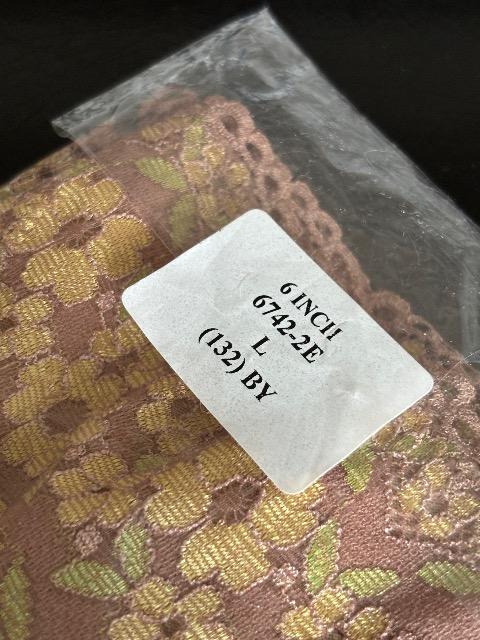 6 INCH
6742-2E
L
(132) BY